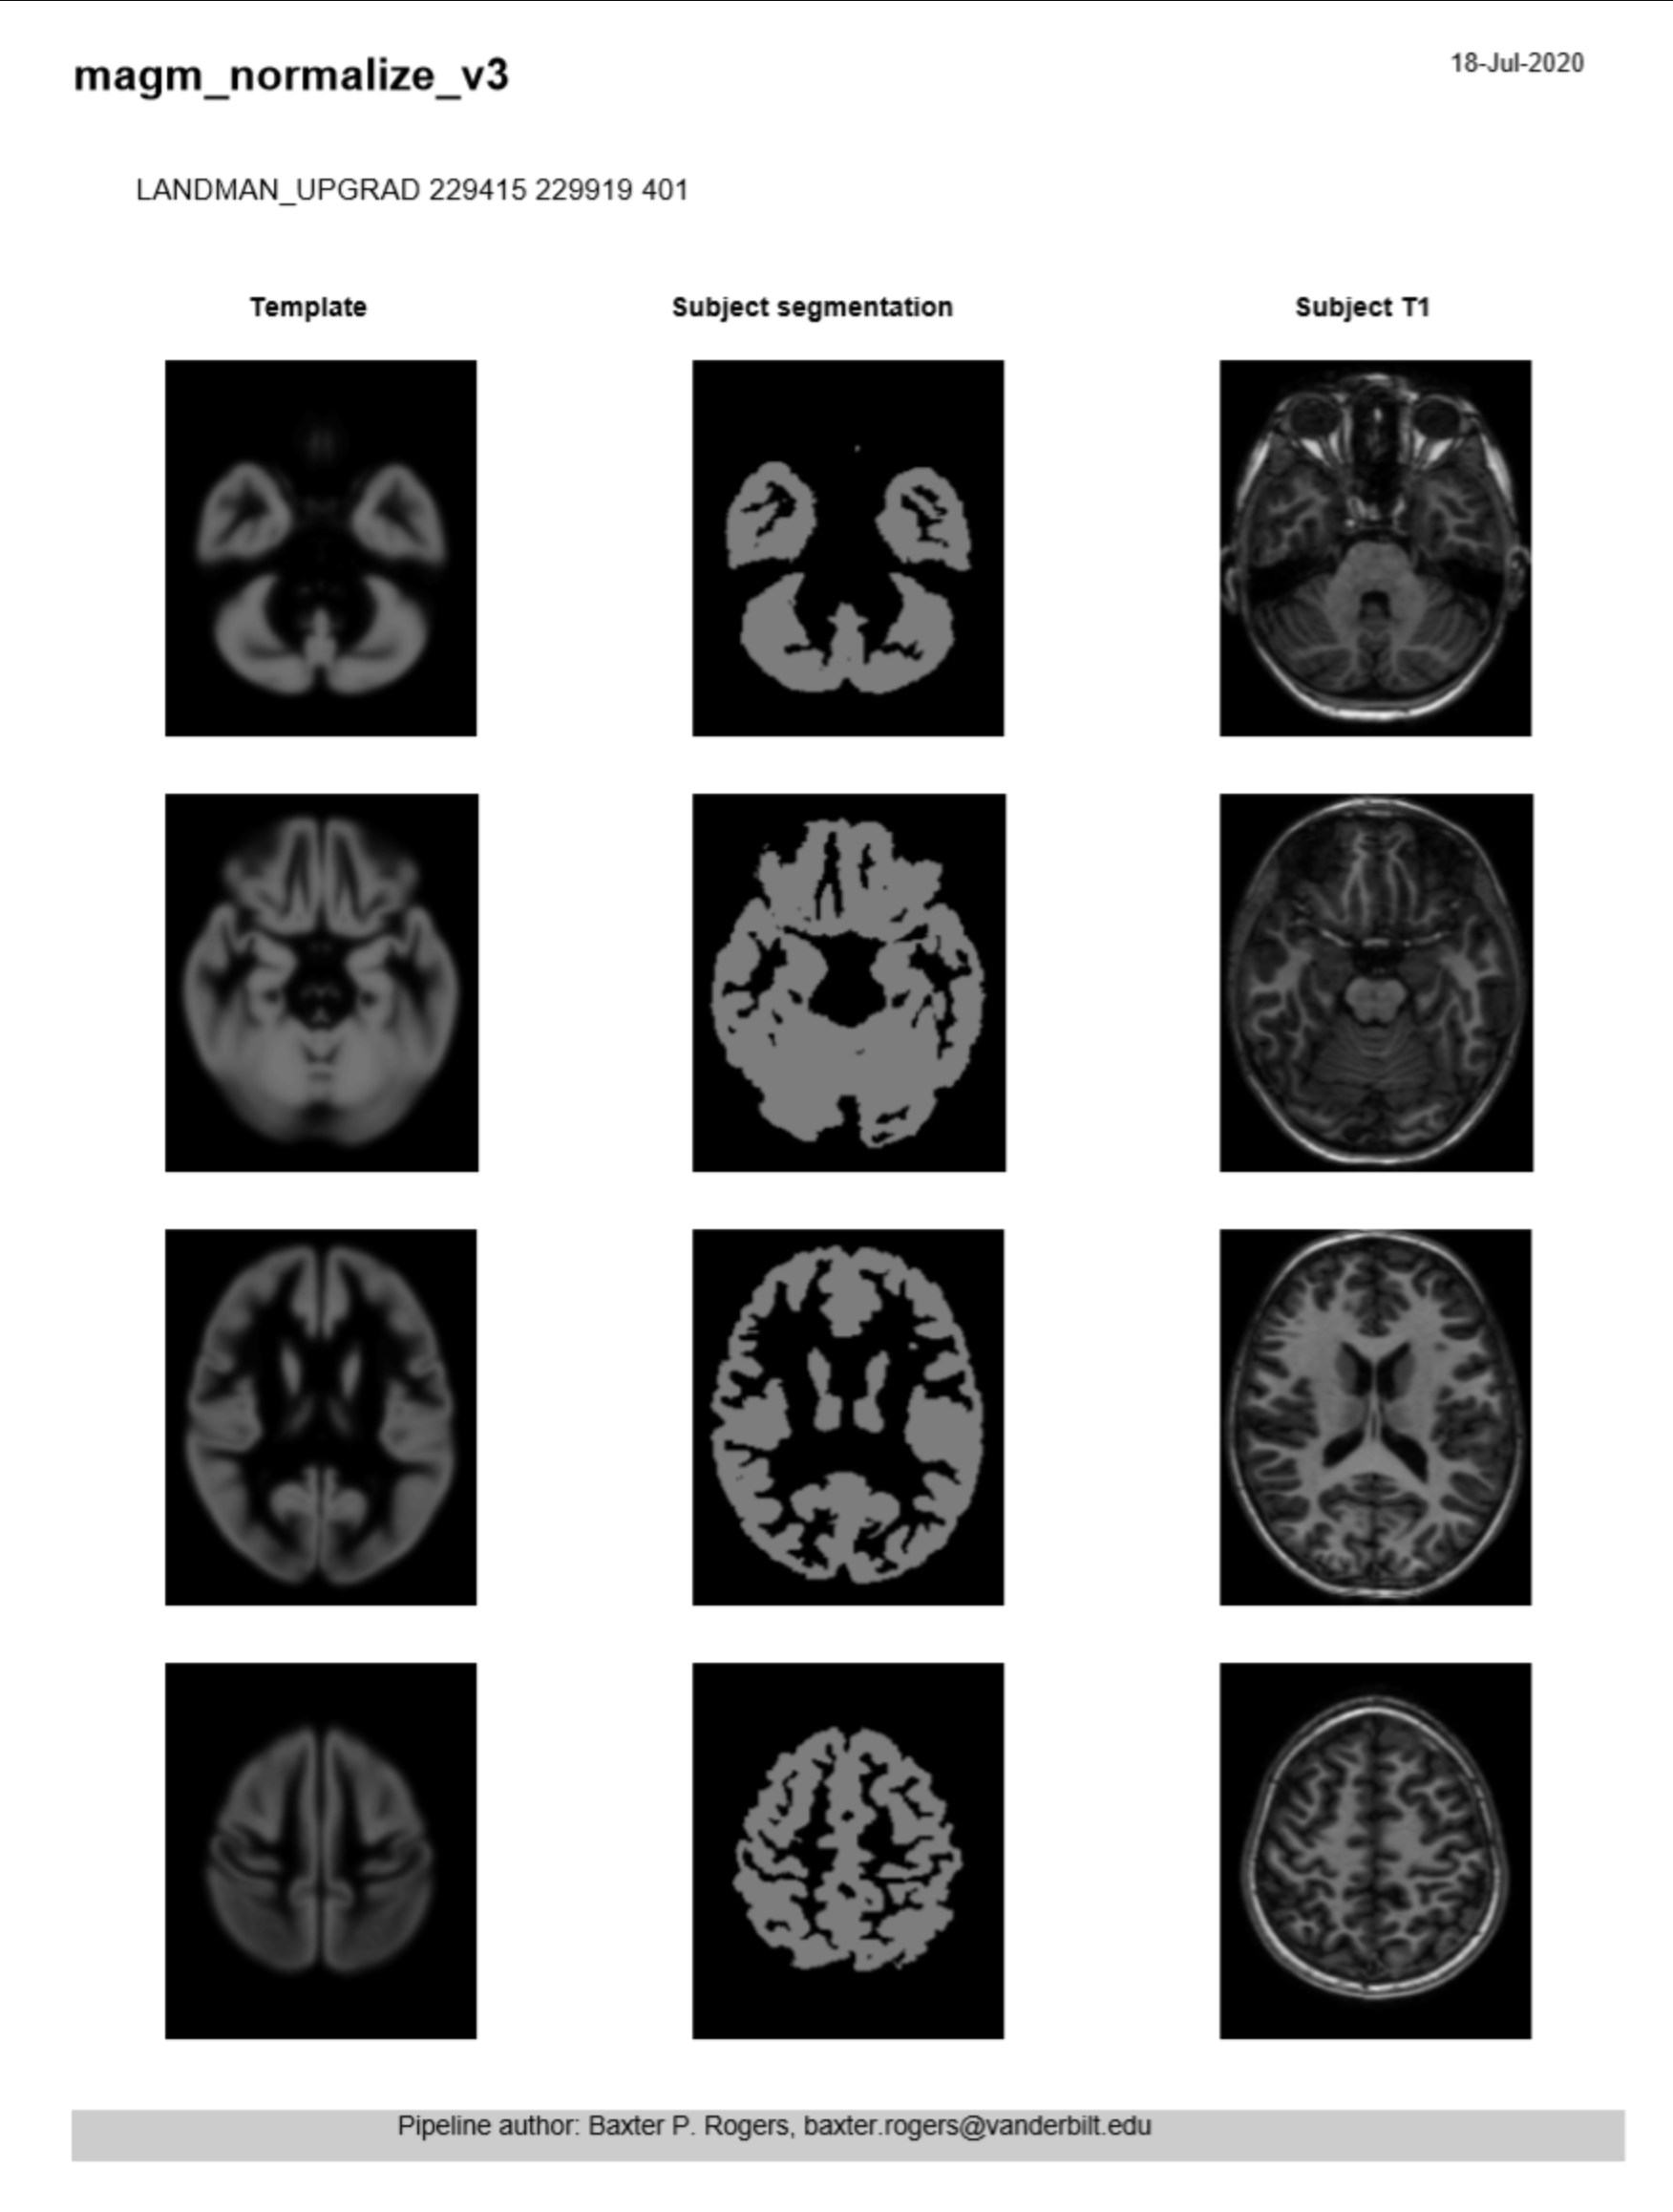 magm_normalize_v3
18-Jul-2020
LANDMAN_UPGRAD 229415 229919 401
Template
Subject segmentation
Subject T1
Pipeline author: Baxter P. Rogers, baxter.rogers@vanderbilt.edu